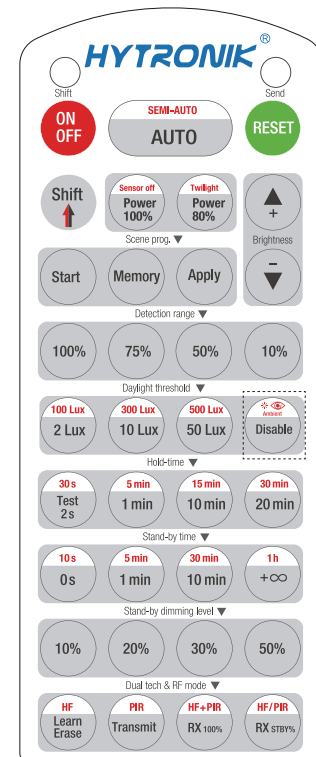 HYTRONIK®
Shift Send
ON
OFF
SEMI-AUTO
AUTO
RESET
Shift
Sensor off
Power
100%
Twilight
Power
80%
+
Brightness
−
Scene prog. ▼
Start Memory Apply
Detection range ▼
100% 75% 50% 10%
Daylight threshold ▼
100 Lux 300 Lux 500 Lux Ambient
2 Lux 10 Lux 50 Lux Disable
Hold-time ▼
30s 5 min 15 min 30 min
Test
2s
1 min 10 min 20 min
Stand-by time ▼
10s 5 min 30 min 1h
0s 1 min 10 min +∞
Stand-by dimming level ▼
10% 20% 30% 50%
Dual tech & RF mode ▼
HF PIR HF+PIR HF/PIR
Learn
Erase
Transmit RX 100% RX STBY%